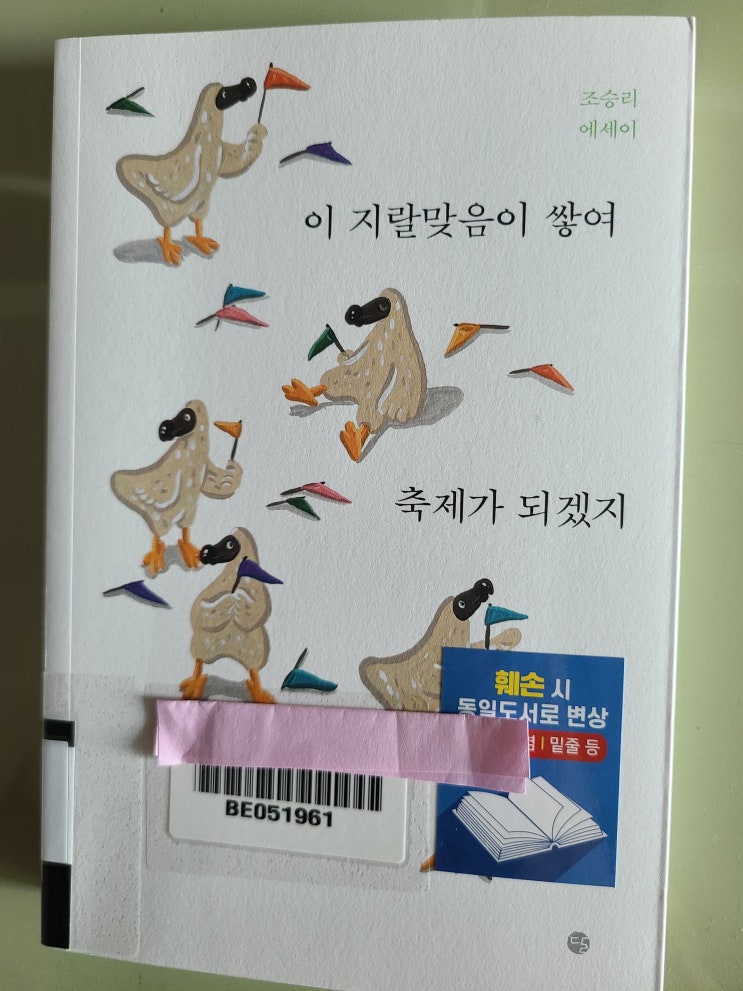 조승리
에세이
이 지랄맞음이 쌓여
축제가 되겠지
훼손 시
동일도서로 변상
밑줄 등
BE051961
달